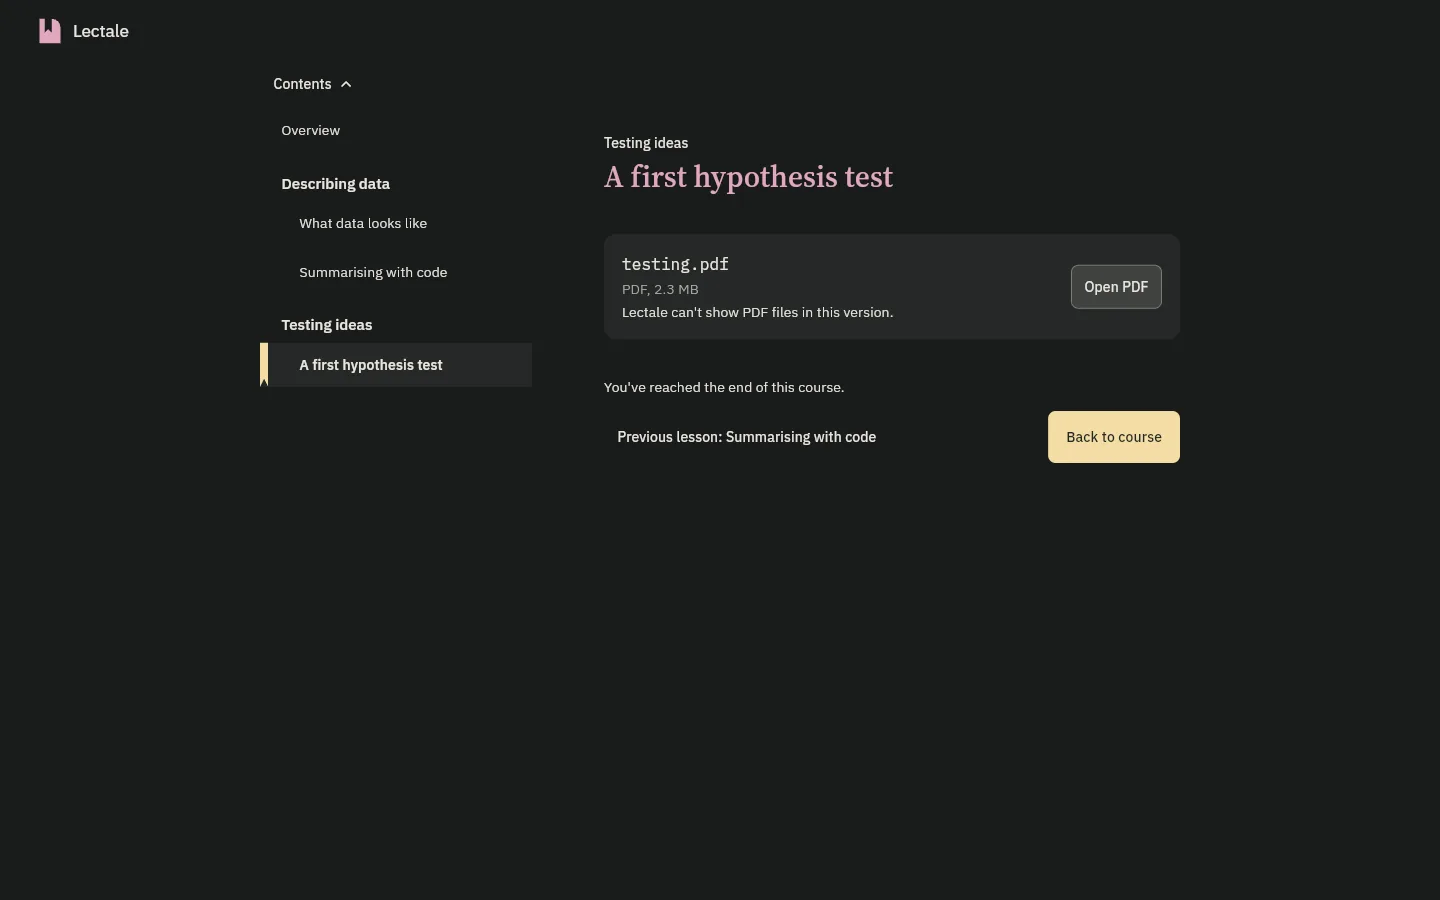 Lectale
Contents
Overview
Describing data
What data looks like
Summarising with code
Testing ideas
A first hypothesis test
Testing ideas
A first hypothesis test
testing.pdf
PDF, 2.3 MB
Lectale can't show PDF files in this version.
Open PDF
You've reached the end of this course.
Previous lesson: Summarising with code
Back to course